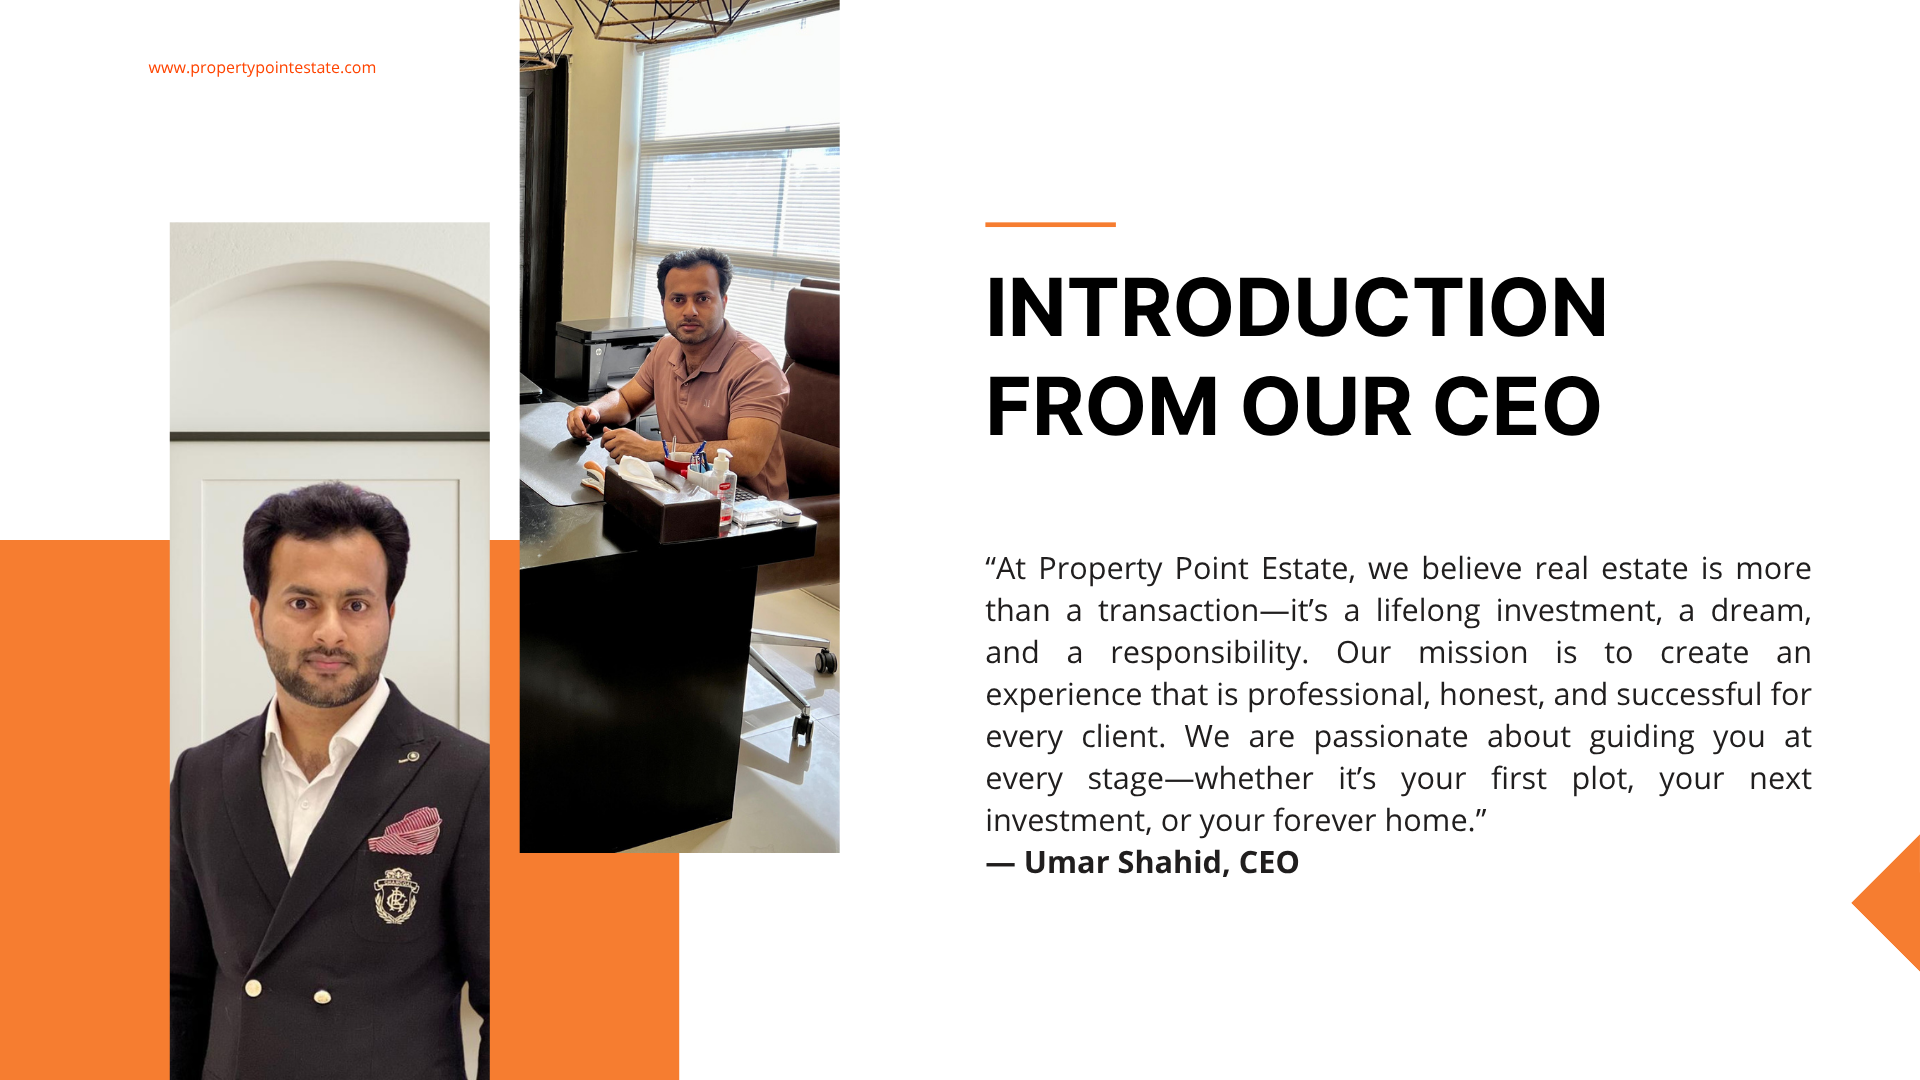 www.propertypointestate.com
INTRODUCTION
FROM OUR CEO
“At Property Point Estate, we believe real estate is more
than a transaction—it’s a lifelong investment, a dream,
and a responsibility. Our mission is to create an
experience that is professional, honest, and successful for
every client. We are passionate about guiding you at
every stage—whether it’s your first plot, your next
investment, or your forever home.”
— Umar Shahid, CEO